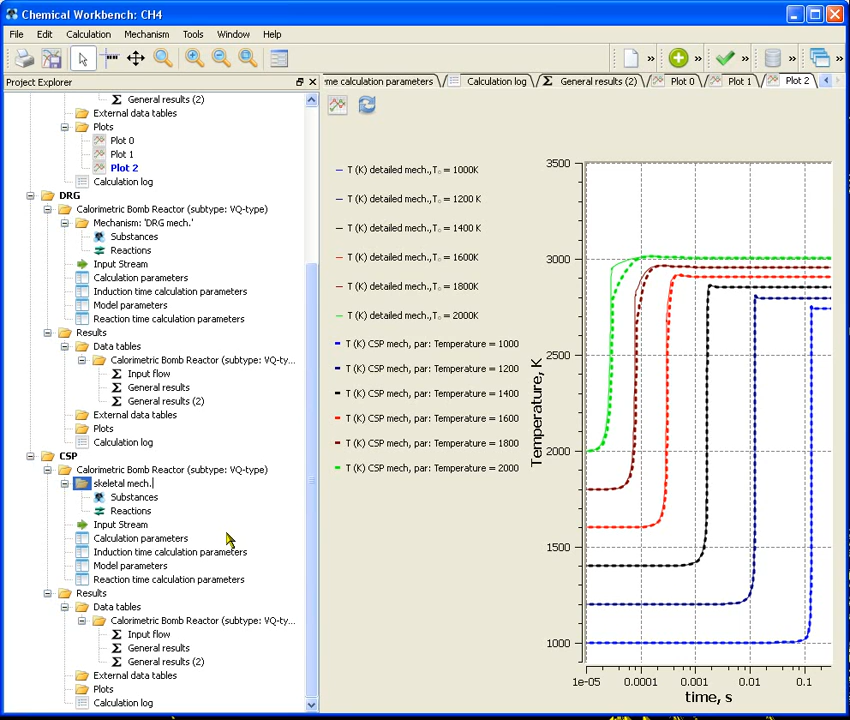 Chemical Workbench: CH4
File Edit Calculation Mechanism Tools Window Help
Project Explorer
me calculation parameters Calculation log General results (2) Plot 0 Plot 1 Plot 2
General results (2)
External data tables
Plots
Plot 0
Plot 1
Plot 2
Calculation log
DRG
Calorimetric Bomb Reactor (subtype: VQ-type)
Mechanism: 'DRG mech.'
Substances
Reactions
Input Stream
Calculation parameters
Induction time calculation parameters
Model parameters
Reaction time calculation parameters
Results
Data tables
Calorimetric Bomb Reactor (subtype: VQ-ty...
Input flow
General results
General results (2)
External data tables
Plots
Calculation log
CSP
Calorimetric Bomb Reactor (subtype: VQ-type)
skeletal mech.
Substances
Reactions
Input Stream
Calculation parameters
Induction time calculation parameters
Model parameters
Reaction time calculation parameters
Results
Data tables
Calorimetric Bomb Reactor (subtype: VQ-ty...
Input flow
General results
General results (2)
External data tables
Plots
Calculation log
T (K) detailed mech.,T₀ = 1000K
T (K) detailed mech.,T₀ = 1200 K
T (K) detailed mech.,T₀ = 1400 K
T (K) detailed mech.,T₀ = 1600K
T (K) detailed mech.,T₀ = 1800K
T (K) detailed mech.,T₀ = 2000K
T (K) CSP mech, par: Temperature = 1000
T (K) CSP mech, par: Temperature = 1200
T (K) CSP mech, par: Temperature = 1400
T (K) CSP mech, par: Temperature = 1600
T (K) CSP mech, par: Temperature = 1800
T (K) CSP mech, par: Temperature = 2000
Temperature, K
3500
3000
2500
2000
1500
1000
1e-05 0.0001 0.001 0.01 0.1
time, s